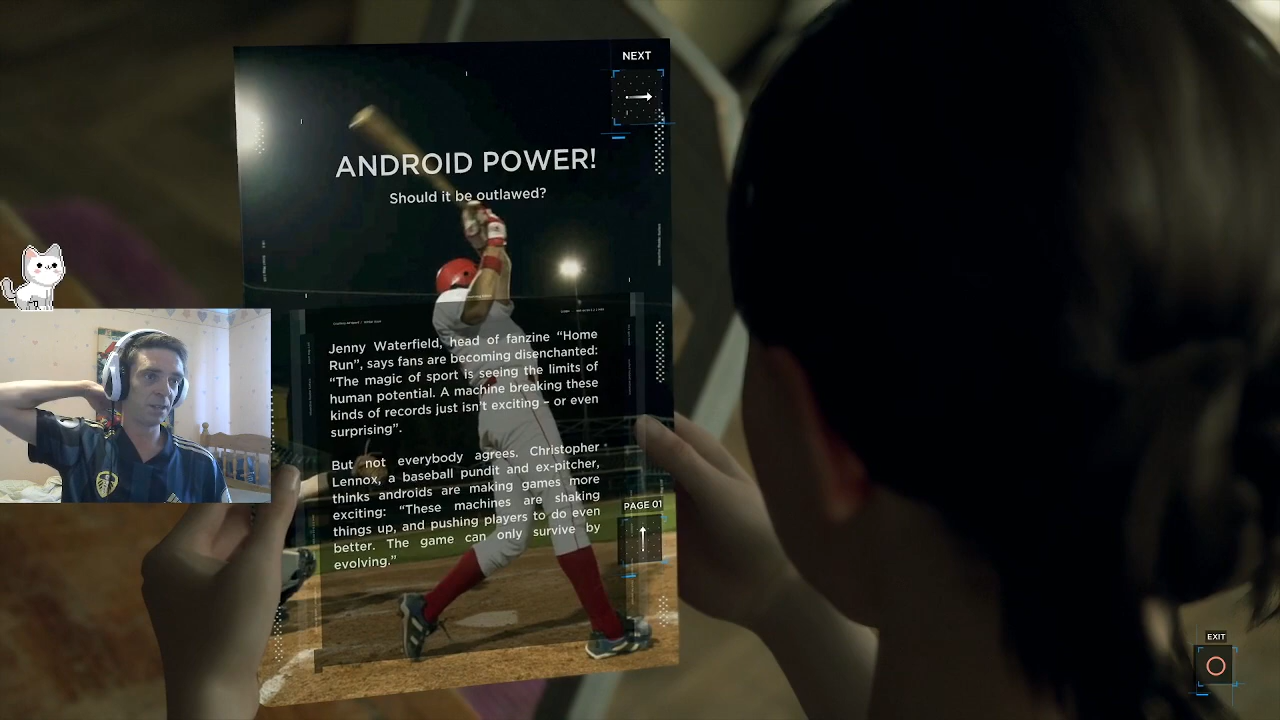 NEXT
ANDROID POWER!
Should it be outlawed?
Jenny Waterfield, head of fanzine “Home
Run”, says fans are becoming disenchanted:
“The magic of sport is seeing the limits of
human potential. A machine breaking these
kinds of records just isn’t exciting – or even
surprising”.
But not everybody agrees. Christopher
Lennox, a baseball pundit and ex-pitcher,
thinks androids are making games more
exciting: “These machines are shaking
things up, and pushing players to do even
better. The game can only survive by
evolving.”
PAGE 01
EXIT